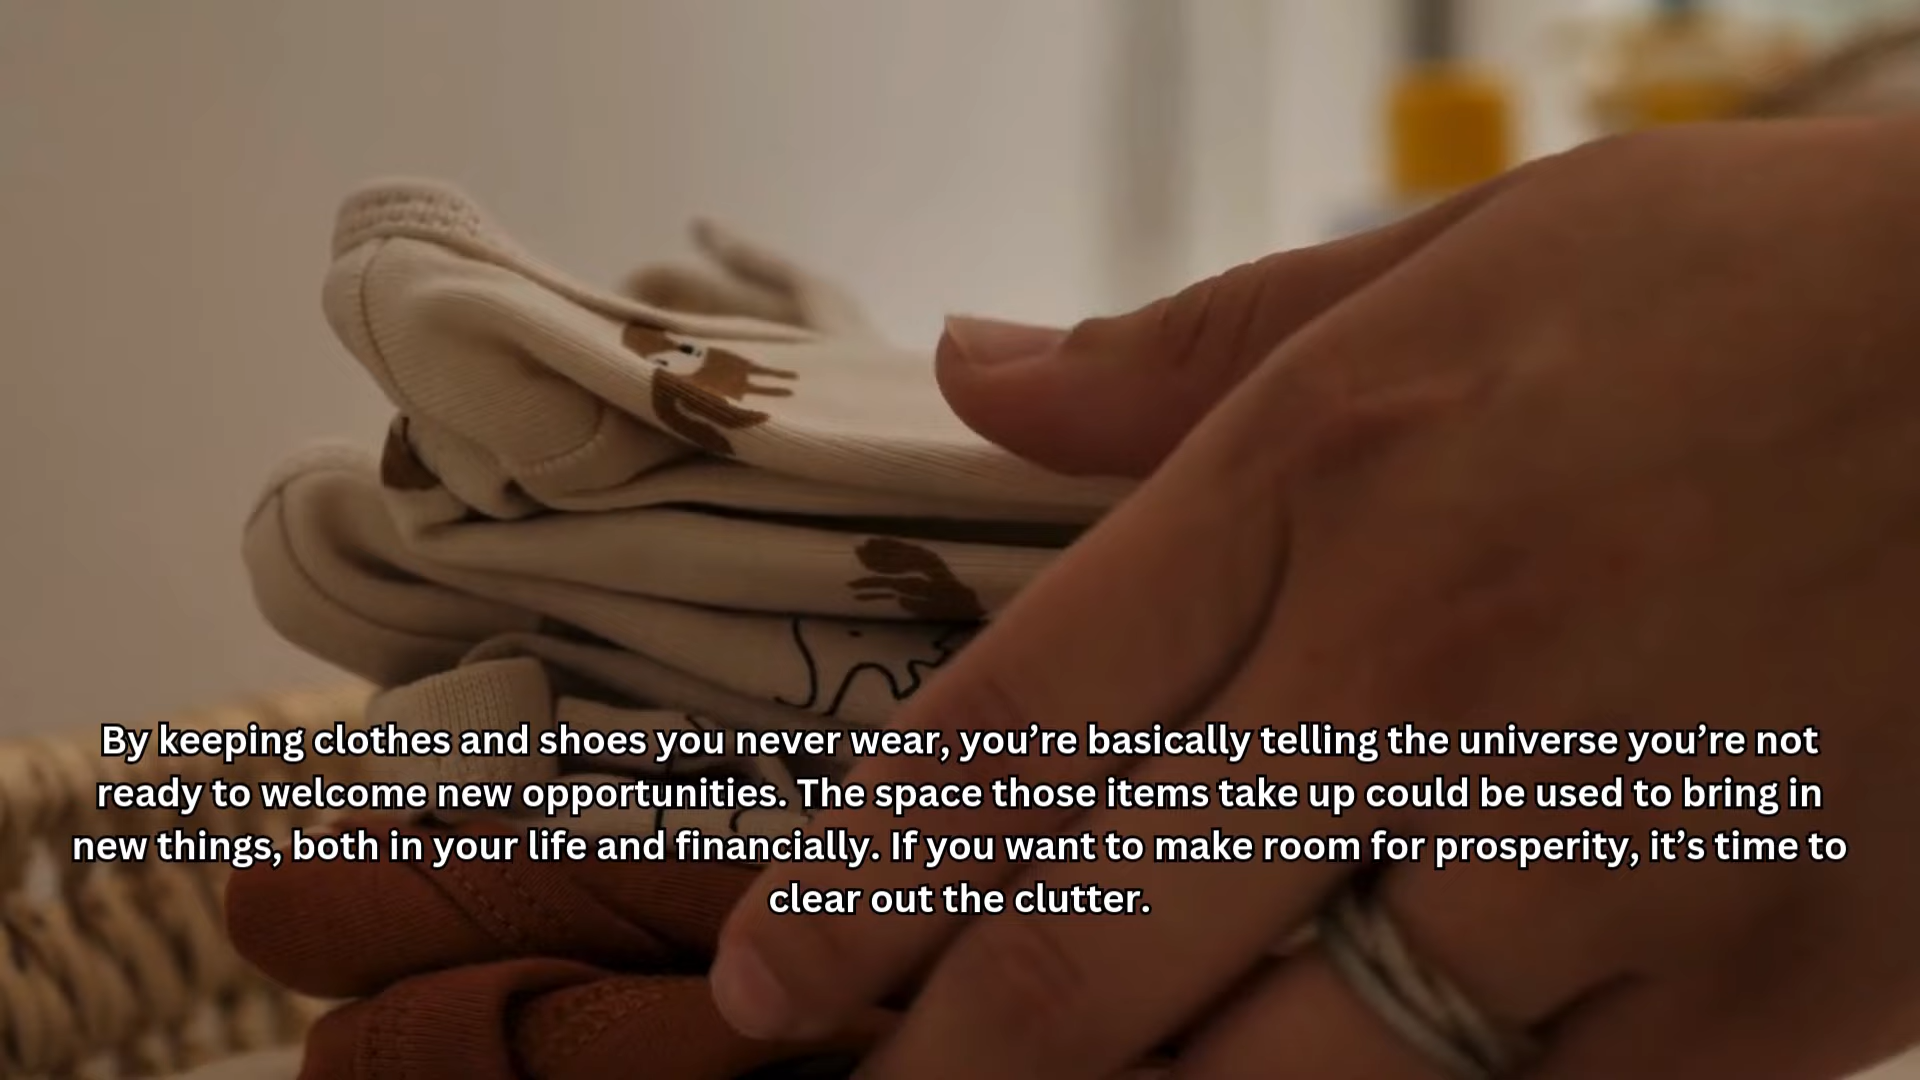 By keeping clothes and shoes you never wear, you’re basically telling the universe you’re not
ready to welcome new opportunities. The space those items take up could be used to bring in
new things, both in your life and financially. If you want to make room for prosperity, it’s time to
clear out the clutter.